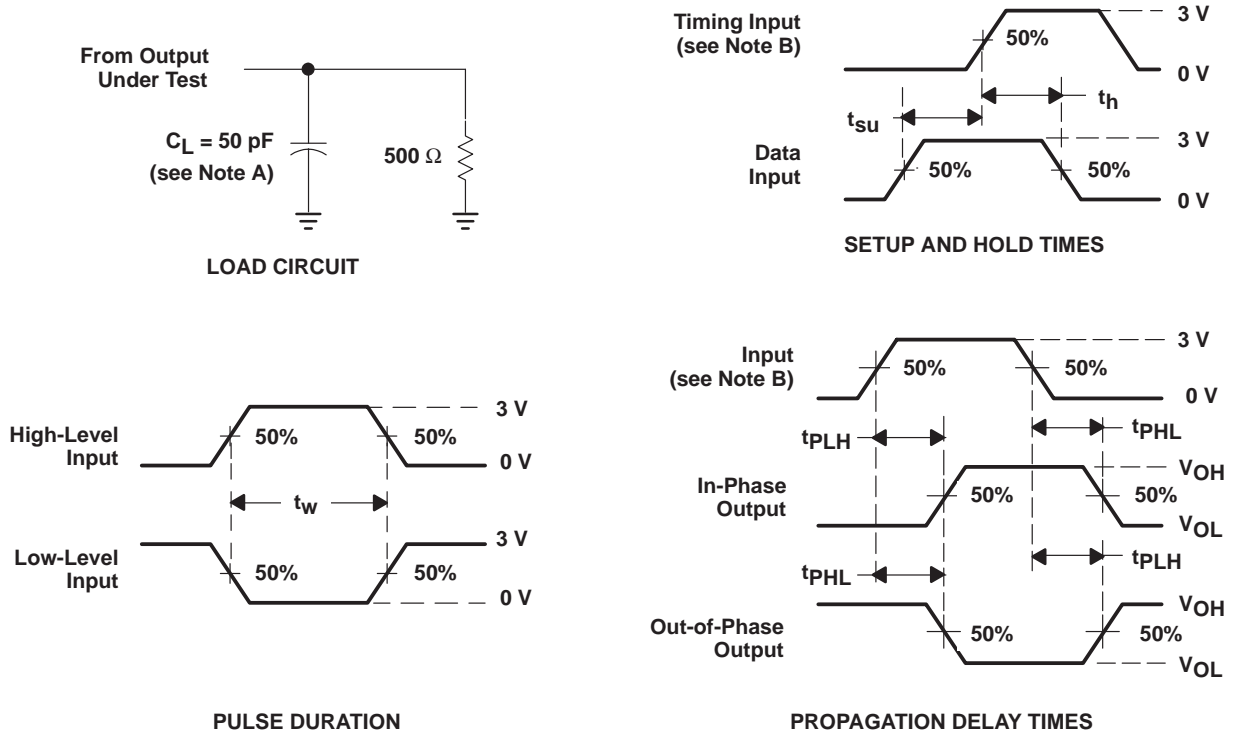 From Output
Under Test
CL = 50 pF
(see Note A)
500 Ω
LOAD CIRCUIT
Timing Input
(see Note B)
50%
3 V
0 V
th
tsu
Data
Input
50%
50%
3 V
0 V
SETUP AND HOLD TIMES
High-Level
Input
50%
50%
3 V
0 V
tw
Low-Level
Input
50%
50%
3 V
0 V
PULSE DURATION
Input
(see Note B)
50%
50%
3 V
0 V
tPLH
tPHL
In-Phase
Output
50%
50%
VOH
VOL
tPHL
tPLH
Out-of-Phase
Output
50%
50%
VOH
VOL
PROPAGATION DELAY TIMES